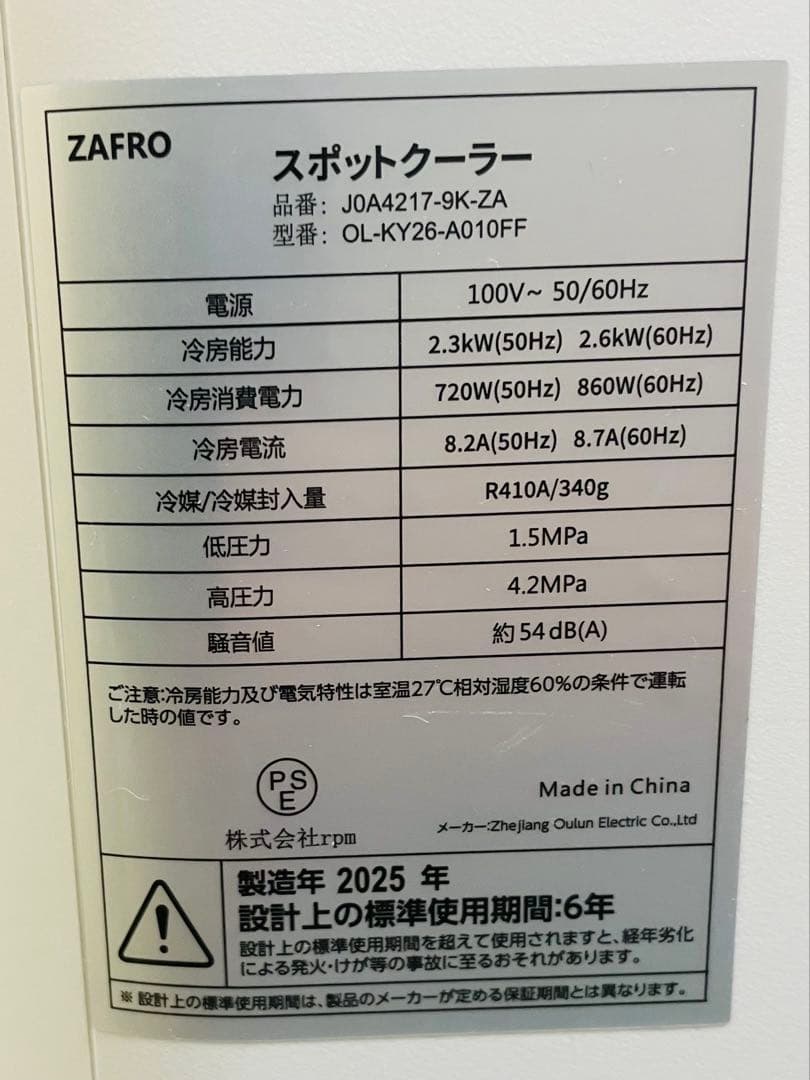 ZAFRO
スポットクーラー
品番: J0A4217-9K-ZA
型番: OL-KY26-A010FF
電源 100V~ 50/60Hz
冷房能力 2.3kW(50Hz) 2.6kW(60Hz)
冷房消費電力 720W(50Hz) 860W(60Hz)
冷房電流 8.2A(50Hz) 8.7A(60Hz)
冷媒/冷媒封入量 R410A/340g
低圧力 1.5MPa
高圧力 4.2MPa
騒音値 約54dB(A)
ご注意:冷房能力及び電気特性は室温27℃相対湿度60%の条件で運転
した時の値です。
PSE
株式会社rpm
Made in China
メーカー:Zhejiang Oulun Electric Co.,Ltd
製造年 2025 年
設計上の標準使用期間:6年
設計上の標準使用期間を超えて使用されますと、経年劣化
による発火・けが等の事故に至るおそれがあります。
※ 設計上の標準使用期間は、製品のメーカーが定める保証期間とは異なります。